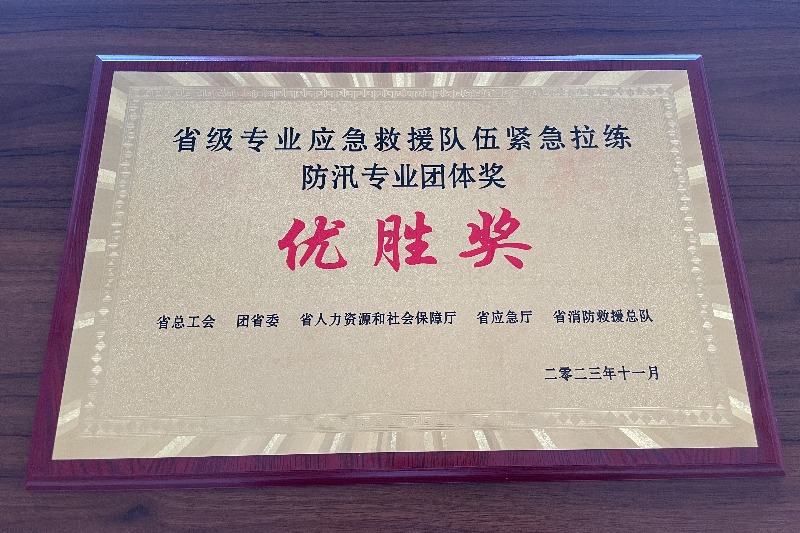 省级专业应急救援队伍紧急拉练
防汛专业团体奖
优胜奖
省总工会 团省委 省人力资源和社会保障厅 省应急厅 省消防救援总队
二零二三年十一月